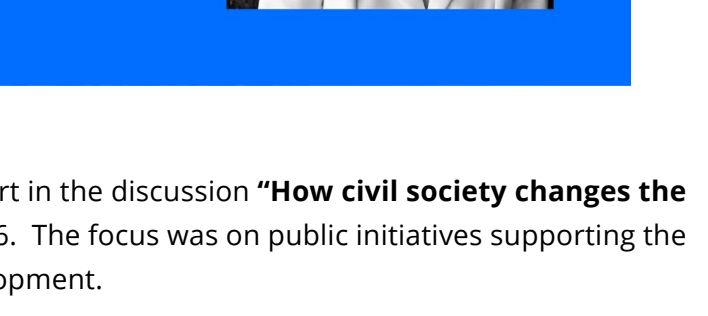 rt in the discussion “How civil society changes the
6.  The focus was on public initiatives supporting the
opment.